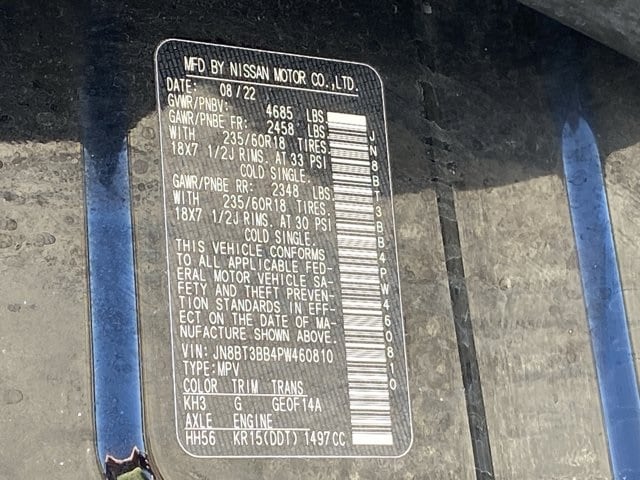 MFD BY NISSAN MOTOR CO.,LTD.
DATE: 08/22
GVWR/PNBV: 4685 LBS
GAWR/PNBE FR: 2458 LBS
WITH 235/60R18 TIRES.
18X7 1/2J RIMS. AT 33 PSI
COLD SINGLE.
GAWR/PNBE RR: 2348 LBS
WITH 235/60R18 TIRES.
18X7 1/2J RIMS. AT 30 PSI
COLD SINGLE.
THIS VEHICLE CONFORMS
TO ALL APPLICABLE FED-
ERAL MOTOR VEHICLE SA-
FETY AND THEFT PREVEN-
TION STANDARDS IN EFF-
ECT ON THE DATE OF MA-
NUFACTURE SHOWN ABOVE.
VIN: JN8BT3BB4PW460810
TYPE:MPV
COLOR TRIM TRANS
KH3 G GEOF14A
AXLE ENGINE
HH56 KR15(DDT) 1497CC
JN8BT3BB4PW460810